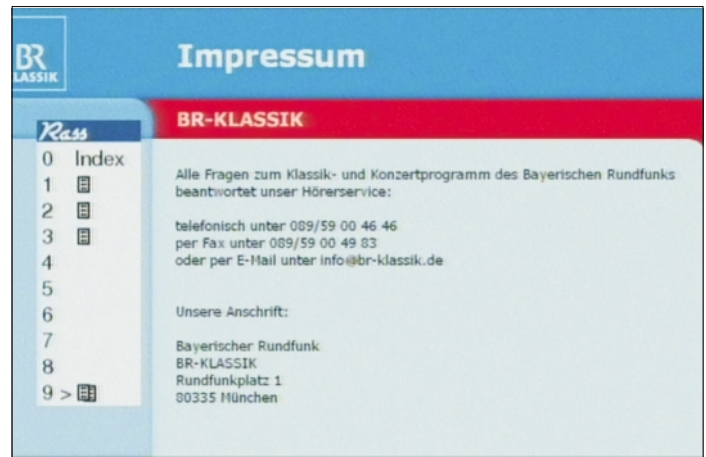 BR
LASSIK
Impressum
BR-KLASSIK
Rass
0 Index
1
2
3
4
5
6
7
8
9 >
Alle Fragen zum Klassik- und Konzertprogramm des Bayerischen Rundfunks
beantwortet unser Hörerservice:
telefonisch unter 089/59 00 46 46
per Fax unter 089/59 00 49 83
oder per E-Mail unter info@br-klassik.de
Unsere Anschrift:
Bayerischer Rundfunk
BR-KLASSIK
Rundfunkplatz 1
80335 München